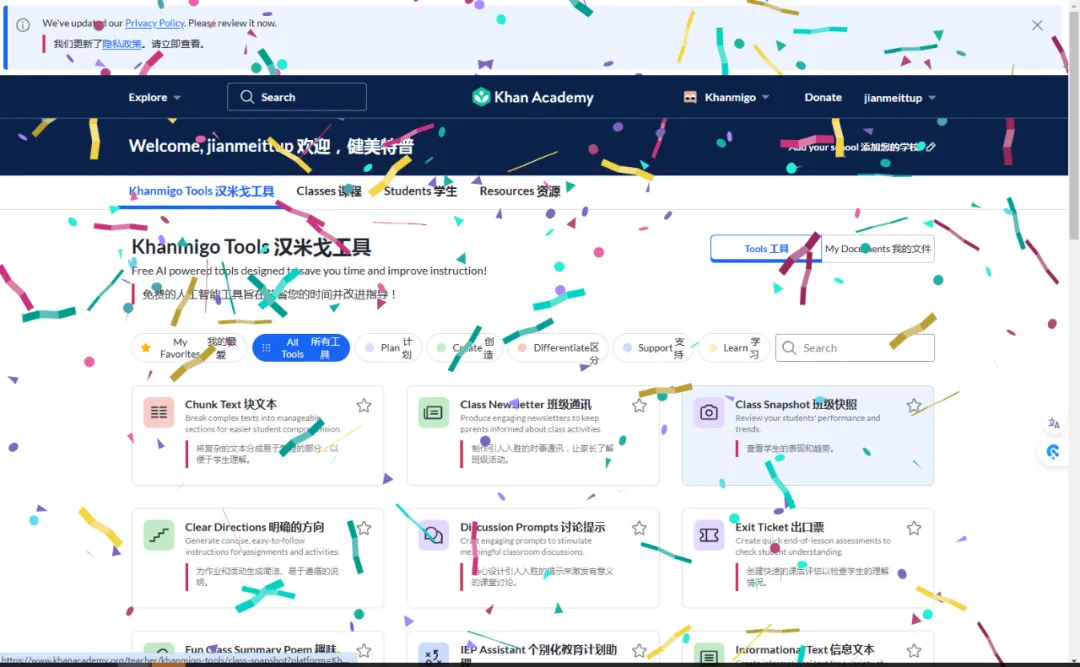 We've updated our Privacy Policy. Please review it now.
我们更新了隐私政策。请立即查看。
Explore
Search
Khan Academy
Khanmigo
Donate
jianmeittup
Welcome, jianmeittup 欢迎，健美特普
Add your school 添加您的学校
Khanmigo Tools 汉米戈工具
Classes 课程
Students 学生
Resources 资源
Khanmigo Tools 汉米戈工具
Tools 工具
My Documents 我的文件
Free AI powered tools designed to save you time and improve instruction!
免费的人工智能工具旨在节省您的时间并改进指导！
My Favorites 我的最爱
All Tools 所有工具
Plan 计划
Create 创造
Differentiate 区分
Support 支持
Learn 学习
Search
Chunk Text 块文本
Break complex texts into manageable
sections for easier student comprehension.
将复杂的文本分成易于管理的部分，以
便于学生理解。
Class Newsletter 班级通讯
Produce engaging newsletters to keep
parents informed about class activities.
制作引人入胜的时事通讯，让家长了解
班级活动。
Class Snapshot 班级快照
Review your students' performance and
trends.
查看学生的表现和趋势。
Clear Directions 明确的方向
Generate concise, easy-to-follow
instructions for assignments and activities.
为作业和活动生成简洁、易于遵循的说
明。
Discussion Prompts 讨论提示
Craft engaging prompts to stimulate
meaningful classroom discussions.
精心设计引人入胜的提示来激发有意义
的课堂讨论。
Exit Ticket 出口票
Create quick end-of-lesson assessments to
check student understanding.
创建快速的课后评估以检查学生的理解
情况。
Fun Class Summary Poem 趣味
IEP Assistant 个别化教育计划助
理
Informational Text 信息文本
https://www.khanacademy.org/teacher/khanmigo-tools/class-snapshot?platform=Kh...